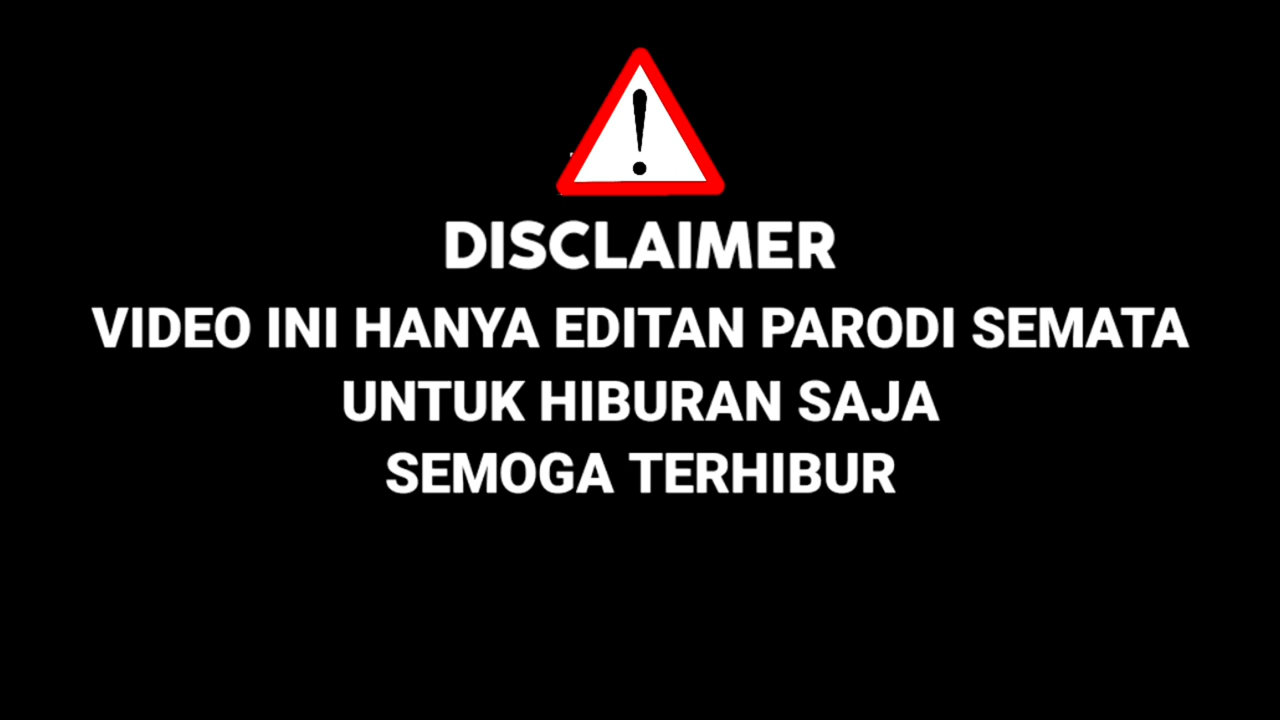 DISCLAIMER
VIDEO INI HANYA EDITAN PARODI SEMATA
UNTUK HIBURAN SAJA
SEMOGA TERHIBUR